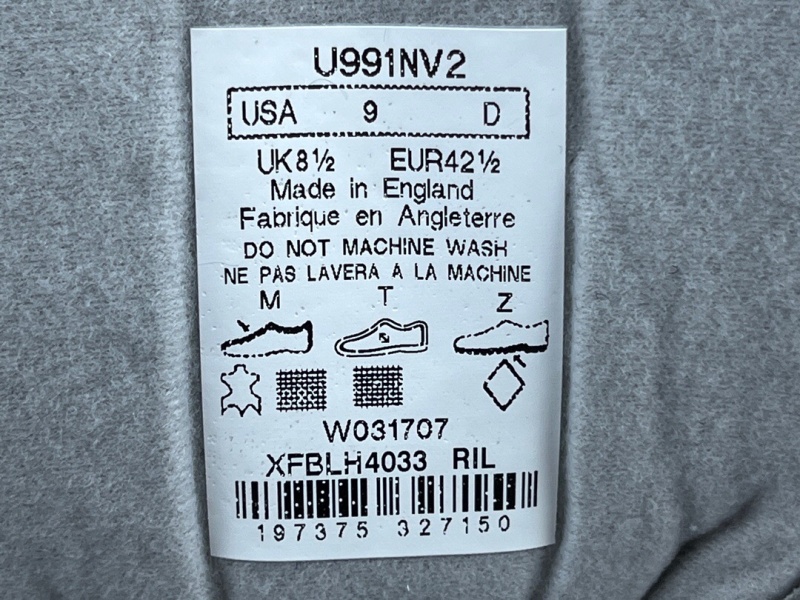 U991NV2
USA 9 D
UK8½ EUR42½
Made in England
Fabrique en Angleterre
DO NOT MACHINE WASH
NE PAS LAVERA A LA MACHINE
M T Z
W031707
XFBLH4033 RIL
197375 327150